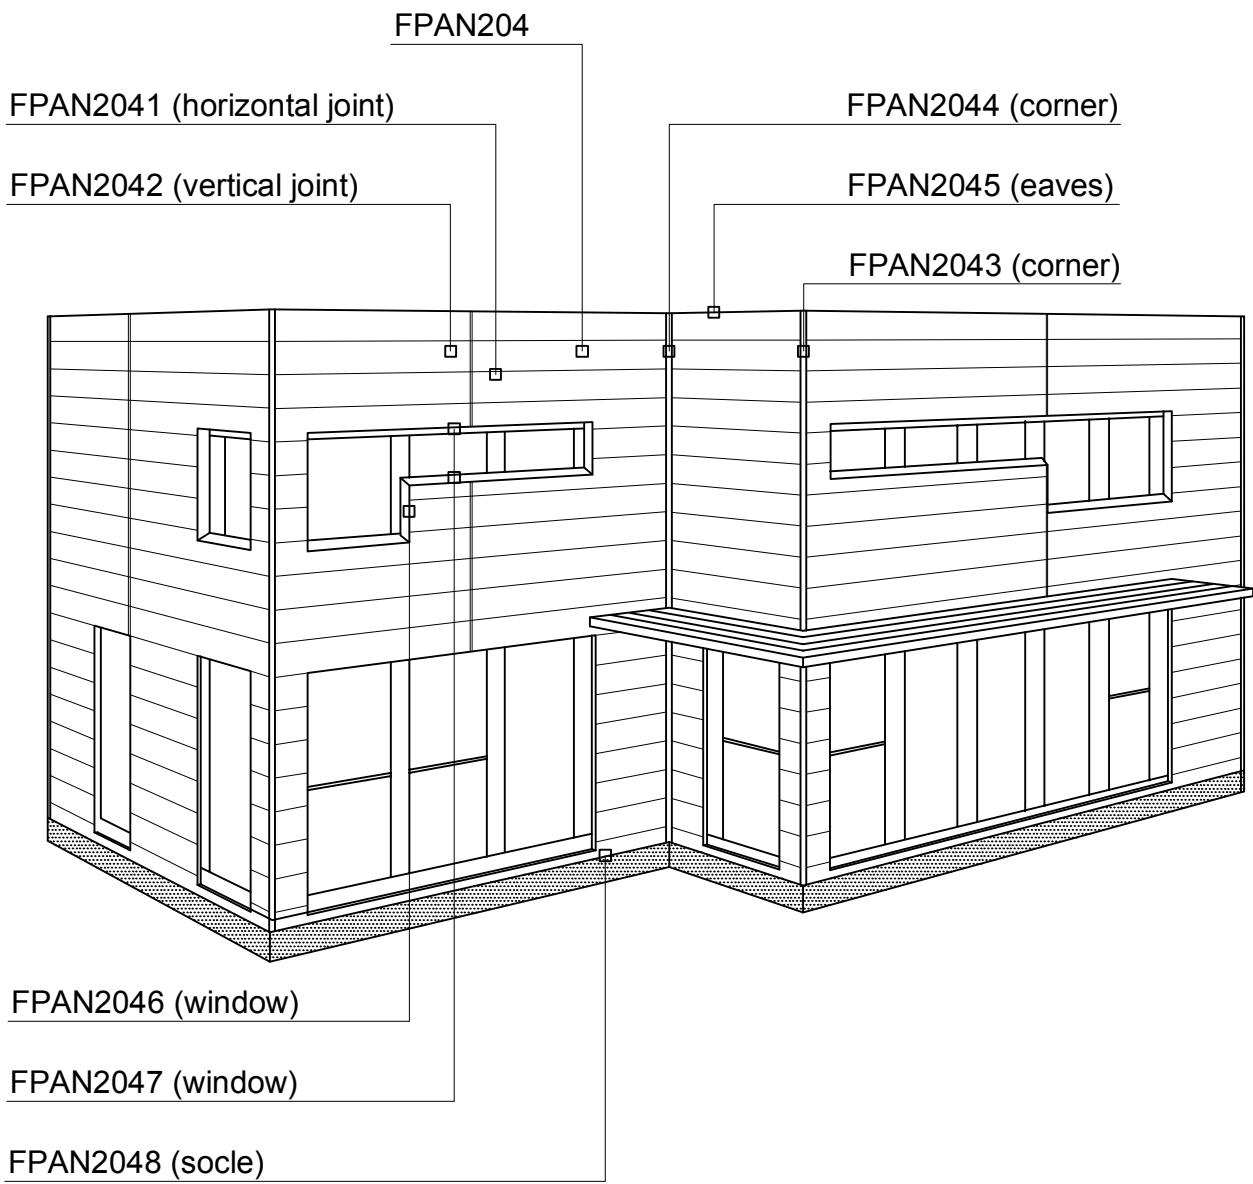 FPAN204
FPAN2041 (horizontal joint)
FPAN2044 (corner)
FPAN2042 (vertical joint)
FPAN2045 (eaves)
FPAN2043 (corner)
FPAN2046 (window)
FPAN2047 (window)
FPAN2048 (socle)